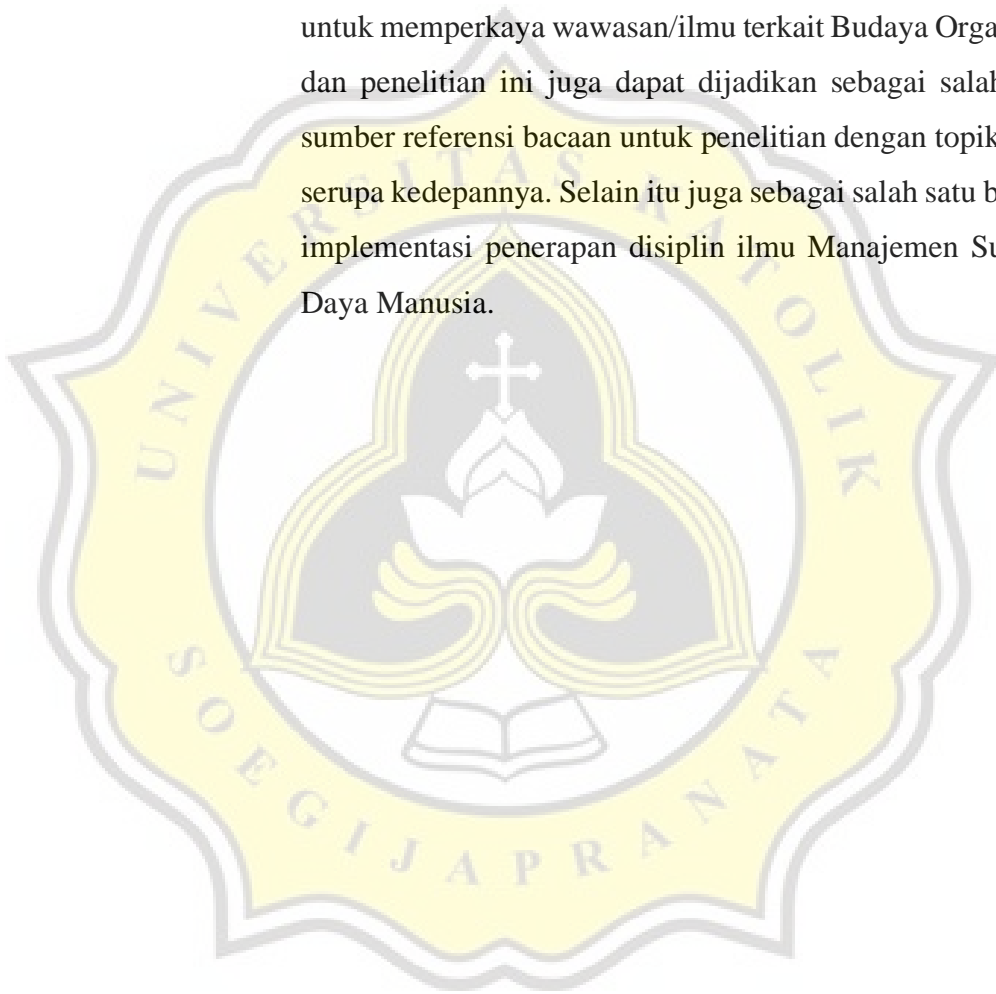 untuk memperkaya wawasan/ilmu terkait Budaya Orga
dan penelitian ini juga dapat dijadikan sebagai salah
sumber referensi bacaan untuk penelitian dengan topik
serupa kedepannya. Selain itu juga sebagai salah satu b
implementasi penerapan disiplin ilmu Manajemen Su
Daya Manusia.
UNIVERSITAS KATOLIK
SOEGIJAPRANATA